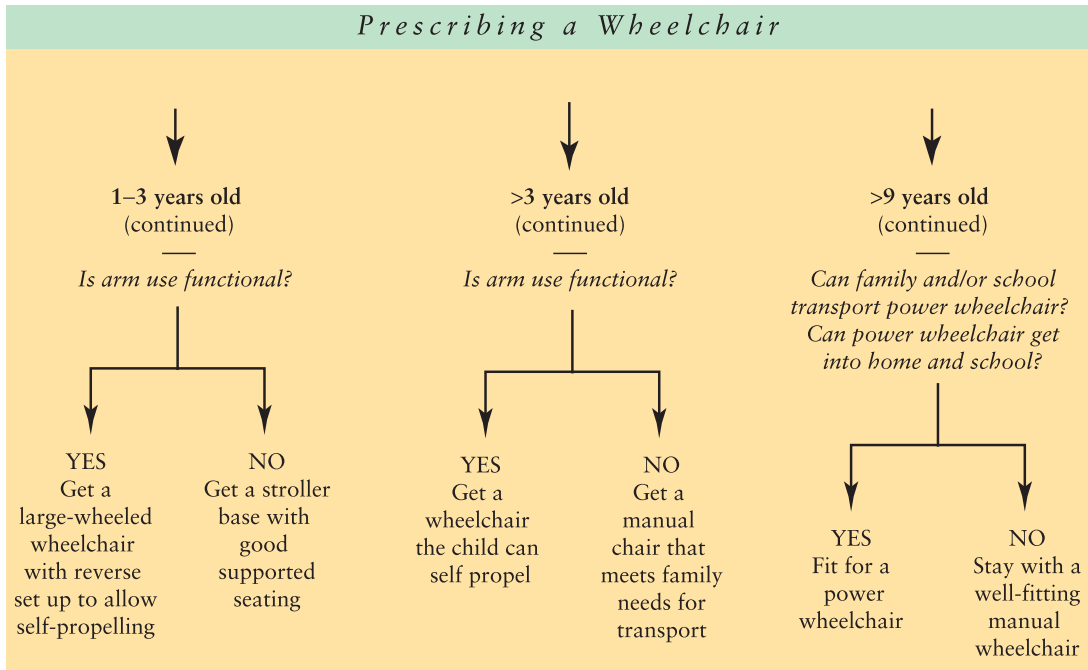 Prescribing a Wheelchair
1–3 years old
(continued)
Is arm use functional?
YES
Get a
large-wheeled
wheelchair
with reverse
set up to allow
self-propelling
NO
Get a stroller
base with
good
supported
seating
>3 years old
(continued)
Is arm use functional?
YES
Get a
wheelchair
the child can
self propel
NO
Get a
manual
chair that
meets family
needs for
transport
>9 years old
(continued)
Can family and/or school
transport power wheelchair?
Can power wheelchair get
into home and school?
YES
Fit for a
power
wheelchair
NO
Stay with a
well-fitting
manual
wheelchair